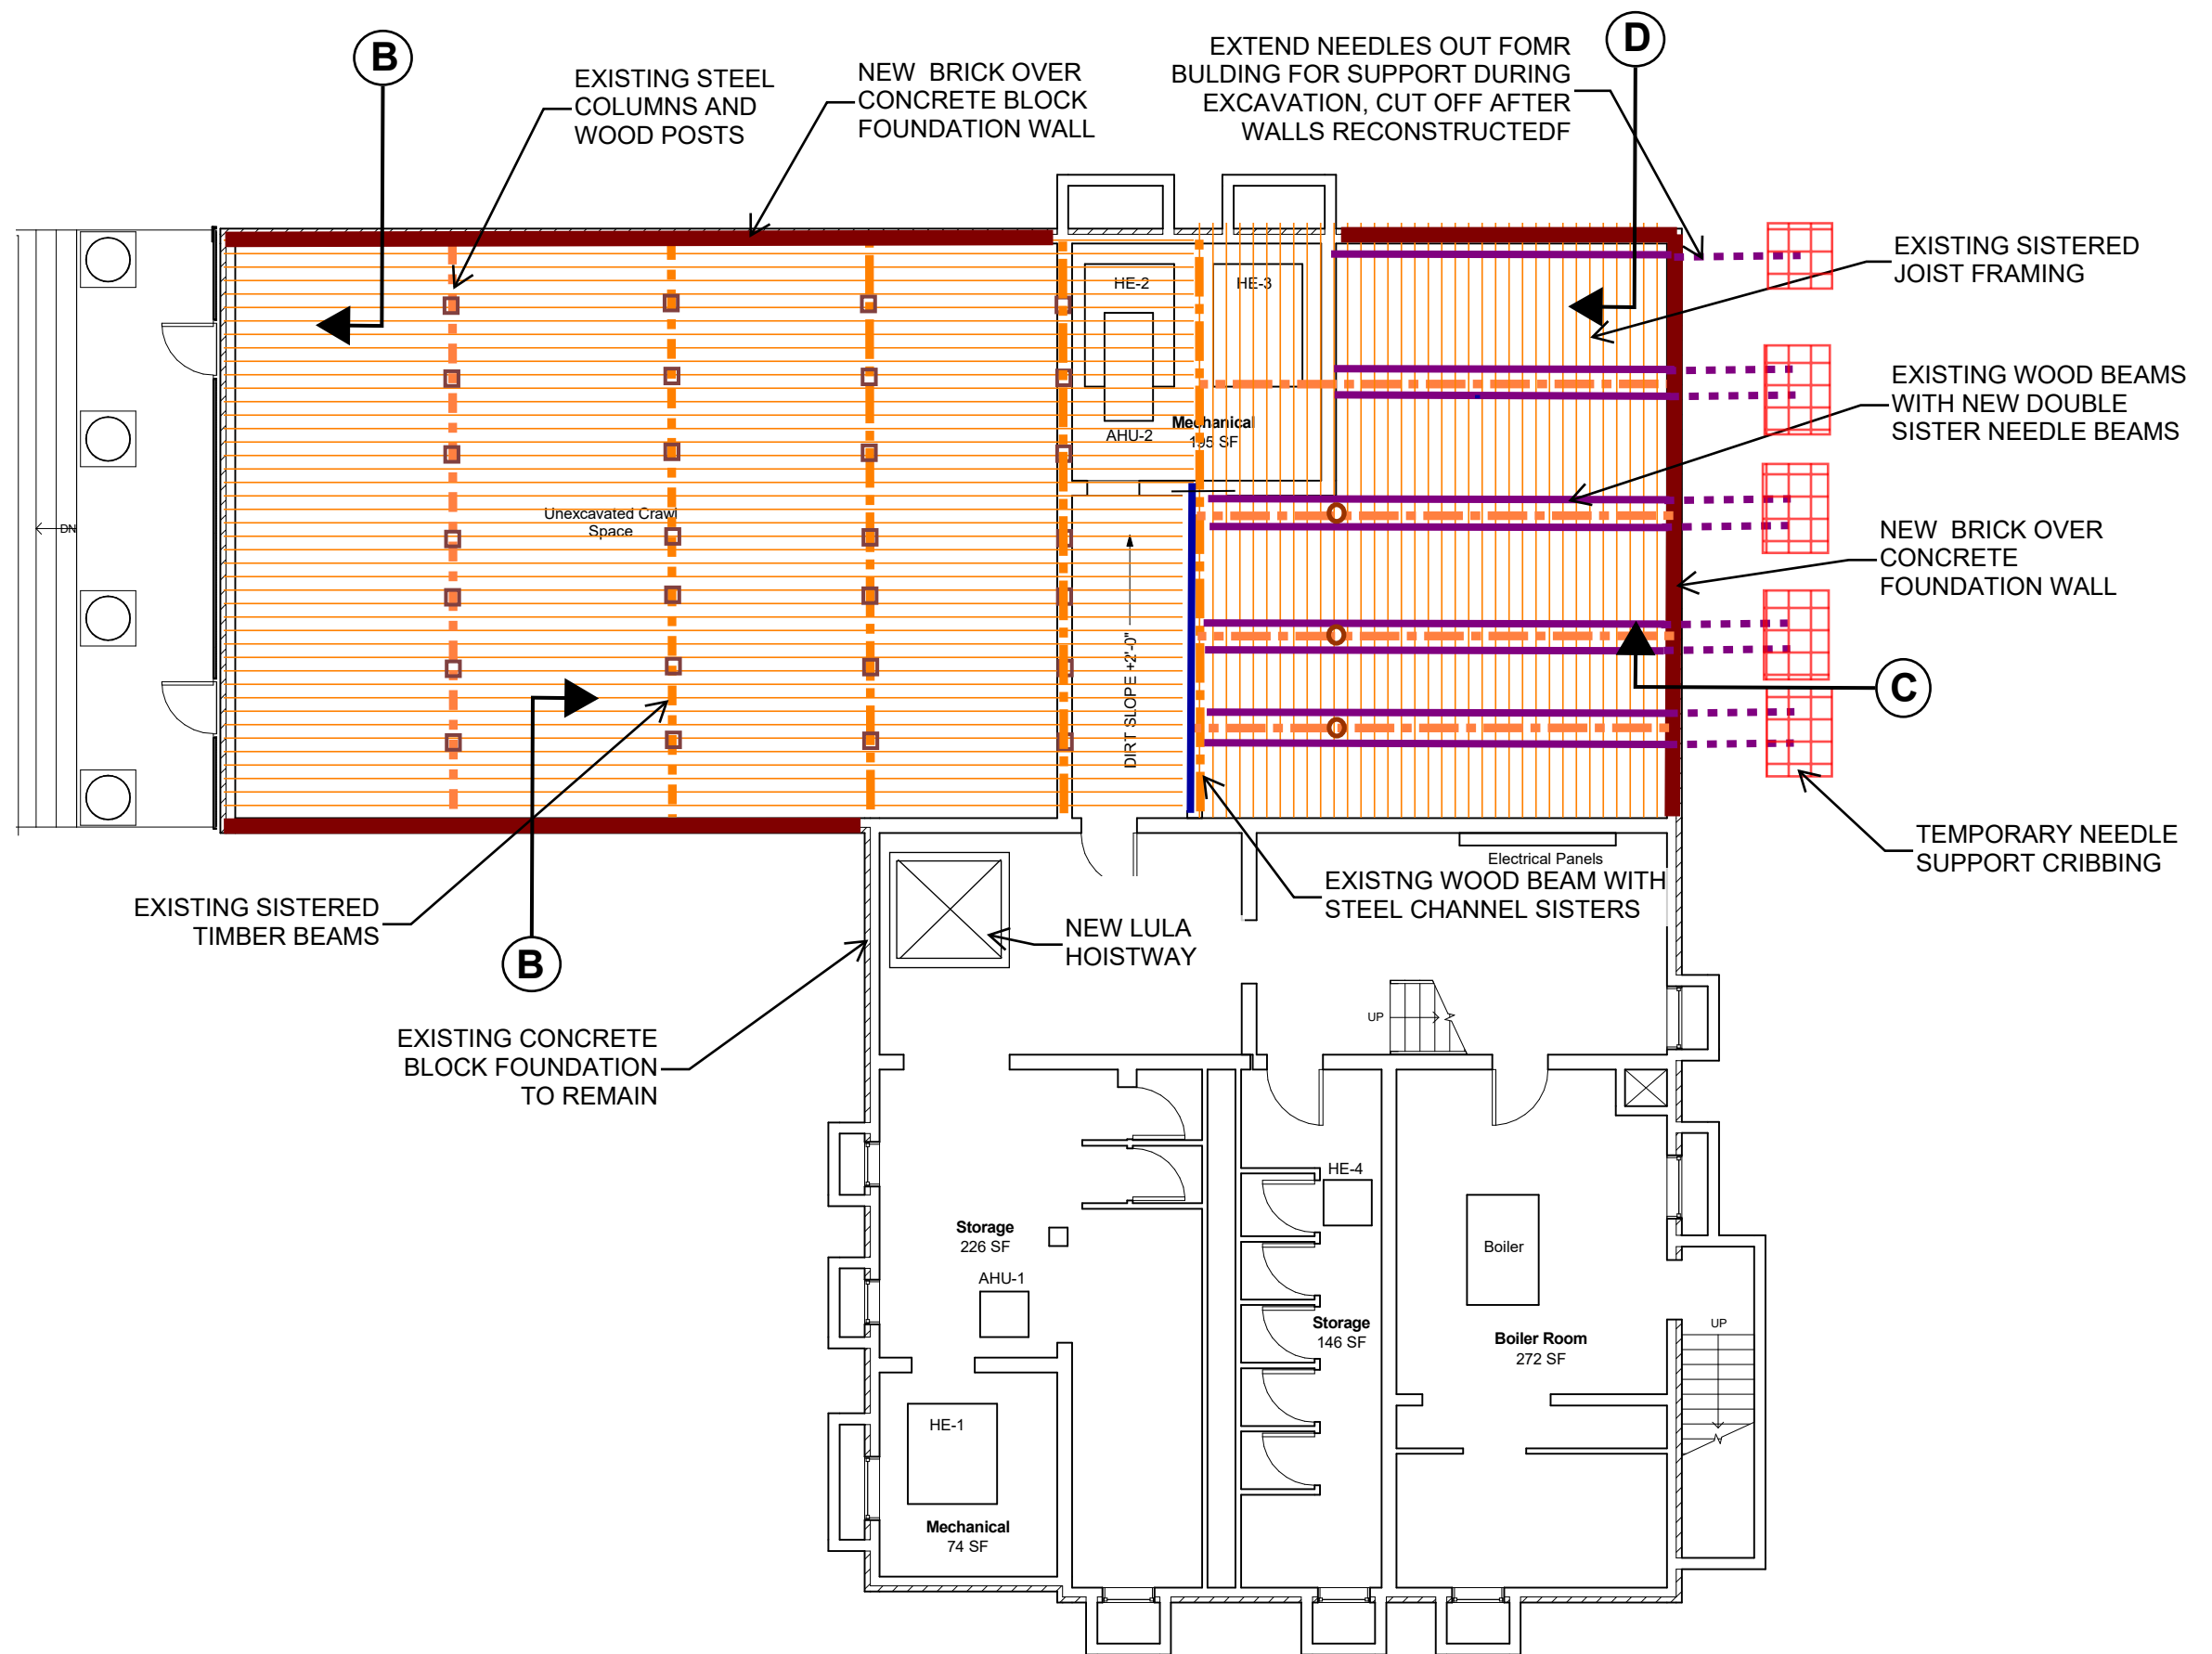 B
D
EXISTING STEEL
COLUMNS AND
WOOD POSTS
NEW BRICK OVER
CONCRETE BLOCK
FOUNDATION WALL
EXTEND NEEDLES OUT FOMR
BULDING FOR SUPPORT DURING
EXCAVATION, CUT OFF AFTER
WALLS RECONSTRUCTEDF
EXISTING SISTERED
JOIST FRAMING
HE-2
HE-3
AHU-2
Mechanical
195 SF
EXISTING WOOD BEAMS
WITH NEW DOUBLE
SISTER NEEDLE BEAMS
DN
Unexcavated Crawl
Space
NEW BRICK OVER
CONCRETE
FOUNDATION WALL
DIRT SLOPE +2'-0"
C
TEMPORARY NEEDLE
SUPPORT CRIBBING
Electrical Panels
EXISTNG WOOD BEAM WITH
STEEL CHANNEL SISTERS
EXISTING SISTERED
TIMBER BEAMS
B
NEW LULA
HOISTWAY
EXISTING CONCRETE
BLOCK FOUNDATION
TO REMAIN
UP
HE-4
Storage
226 SF
AHU-1
Boiler
Storage
146 SF
Boiler Room
272 SF
UP
HE-1
Mechanical
74 SF